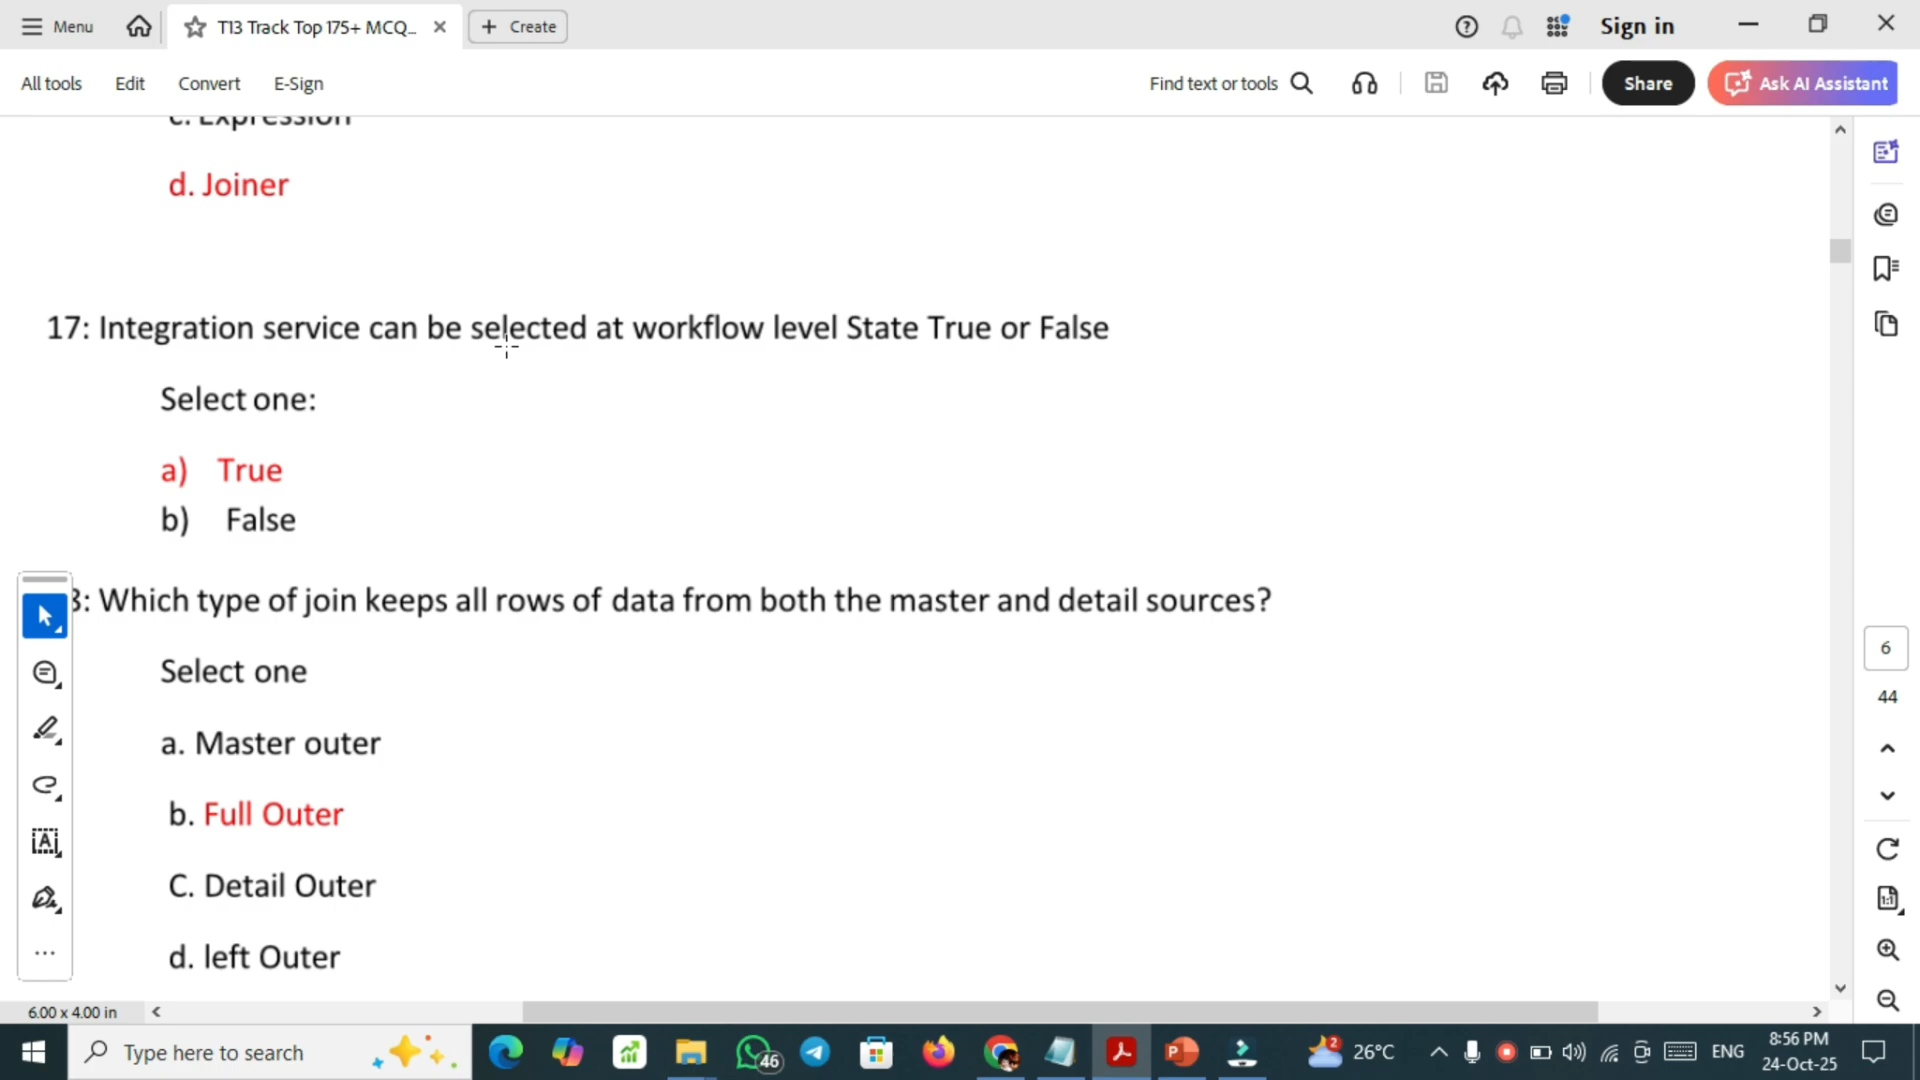 Menu
T13 Track Top 175+ MCQ...
Create
Sign in
All tools
Edit
Convert
E-Sign
Find text or tools
Share
Ask AI Assistant
c. Expression
d. Joiner
17: Integration service can be selected at workflow level State True or False
Select one:
a) True
b) False
8: Which type of join keeps all rows of data from both the master and detail sources?
Select one
a. Master outer
b. Full Outer
C. Detail Outer
d. left Outer
6
44
6.00 x 4.00 in
Type here to search
46
2
26°C
ENG
8:56 PM
24-Oct-25